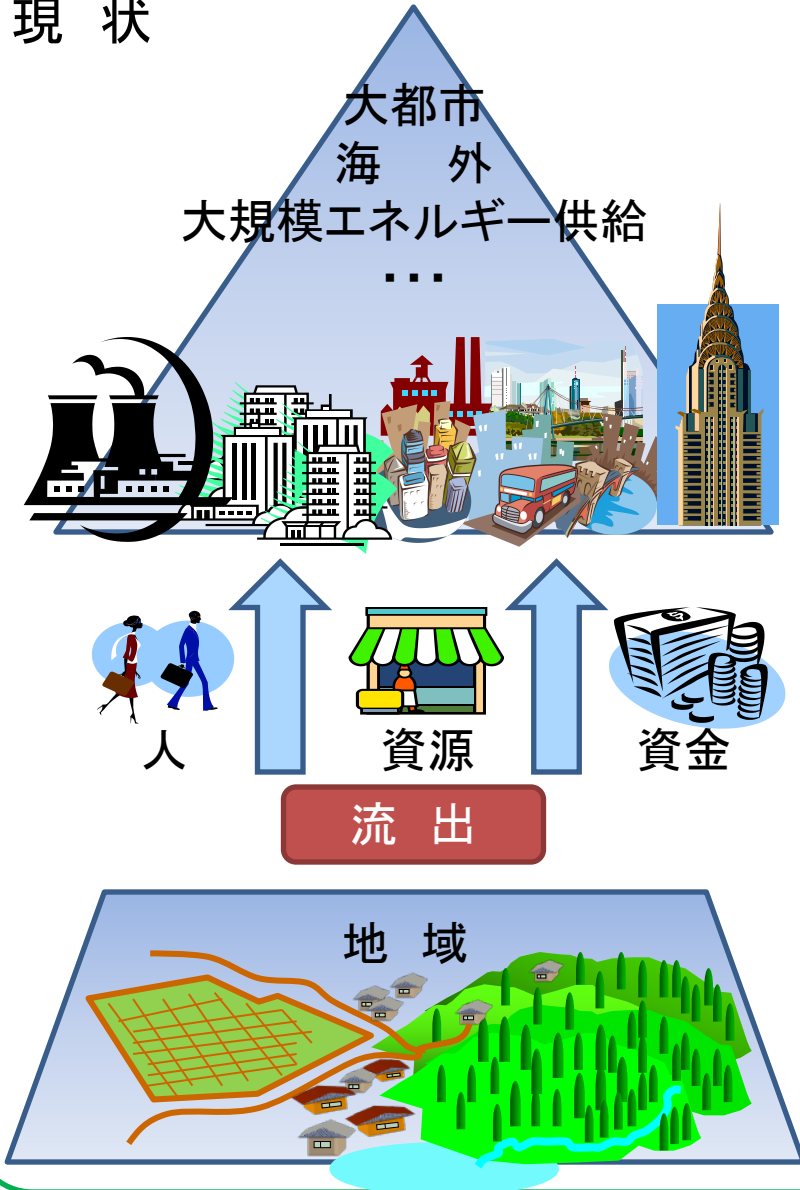 現 状
大都市
海 外
大規模エネルギー供給
・・・
人
資源
資金
流 出
地 域